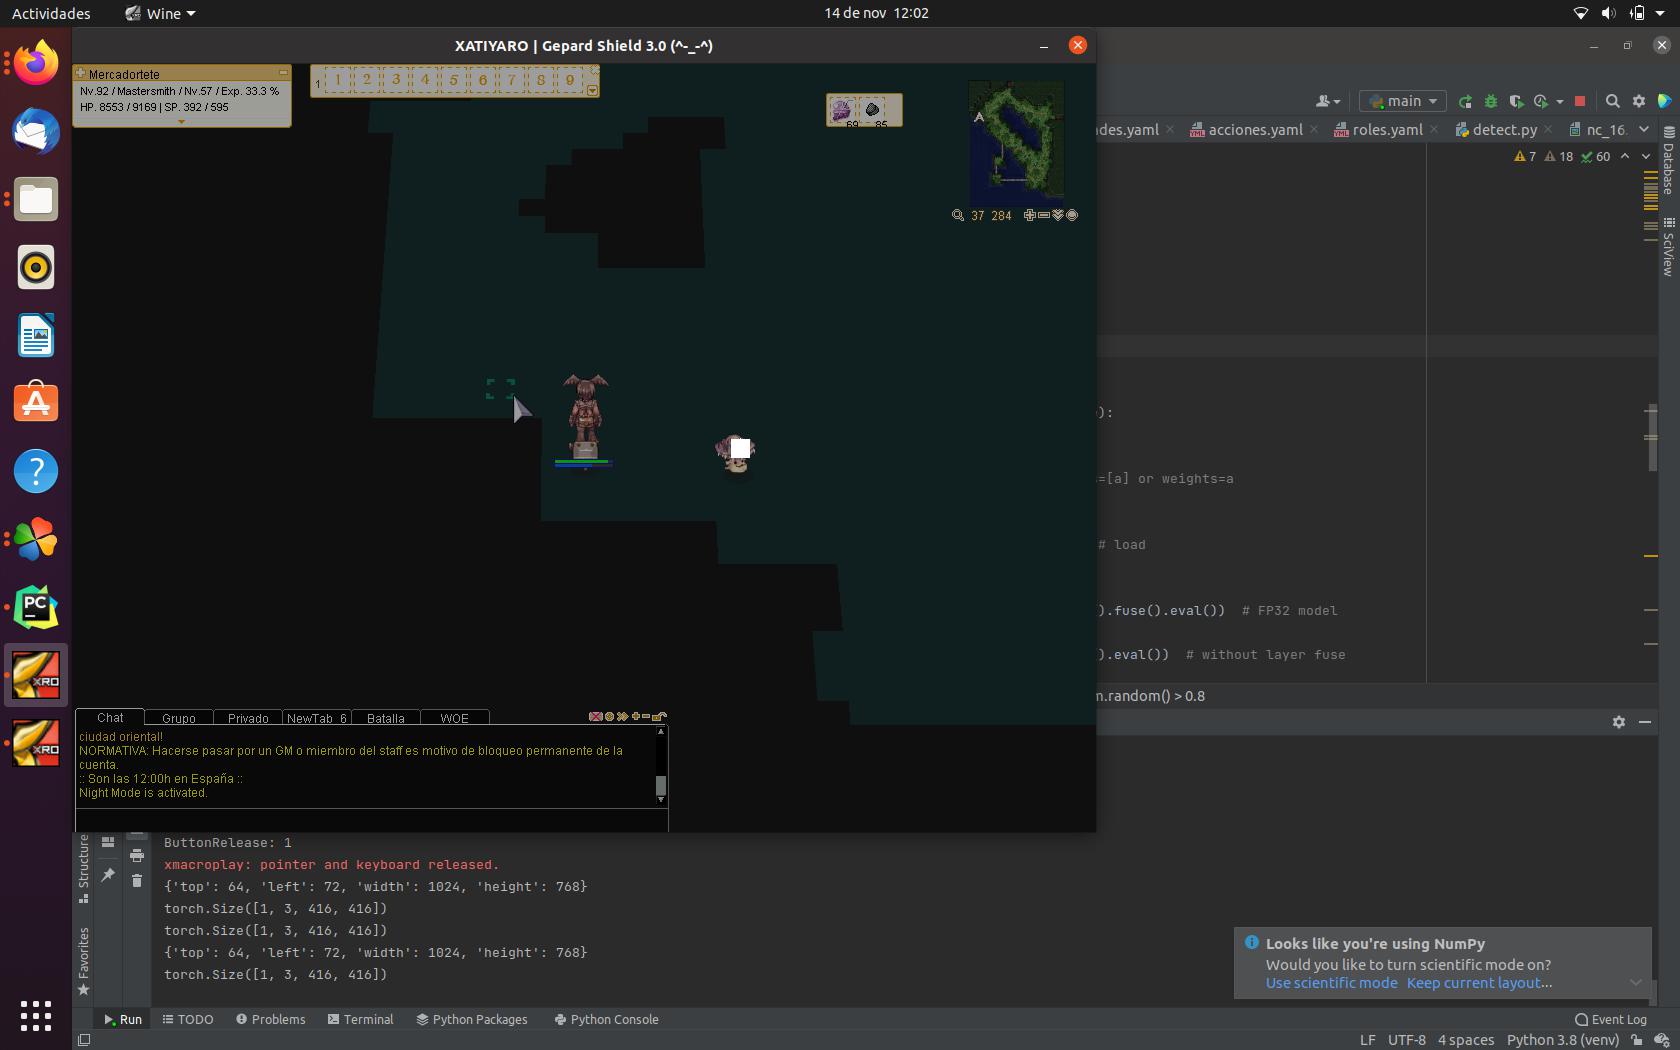 Actividades
Wine
14 de nov 12:02
XATIYARO | Gepard Shield 3.0 (^-_-^)
Mercadortete
Nv.92 / Mastersmith / Nv.57 / Exp. 33.3 %
HP. 8553 / 9169 | SP. 392 / 595
1 1 2 3 4 5 6 7 8 9
69 85
A
37 284
main
des.yaml
acciones.yaml
roles.yaml
detect.py
nc_16.
7 18 60
Database
SciView
):
=[a] or weights=a
# load
).fuse().eval()) # FP32 model
).eval()) # without layer fuse
m.random() > 0.8
PC
XRO
XRO
Chat Grupo Privado NewTab_6 Batalla WOE
ciudad oriental!
NORMATIVA: Hacerse pasar por un GM o miembro del staff es motivo de bloqueo permanente de la
cuenta.
:: Son las 12:00h en España ::
Night Mode is activated.
Structure
Favorites
ButtonRelease: 1
xmacroplay: pointer and keyboard released.
{'top': 64, 'left': 72, 'width': 1024, 'height': 768}
torch.Size([1, 3, 416, 416])
torch.Size([1, 3, 416, 416])
{'top': 64, 'left': 72, 'width': 1024, 'height': 768}
torch.Size([1, 3, 416, 416])
Looks like you're using NumPy
Would you like to turn scientific mode on?
Use scientific mode Keep current layout...
Run TODO Problems Terminal Python Packages Python Console
Event Log
LF UTF-8 4 spaces Python 3.8 (venv)